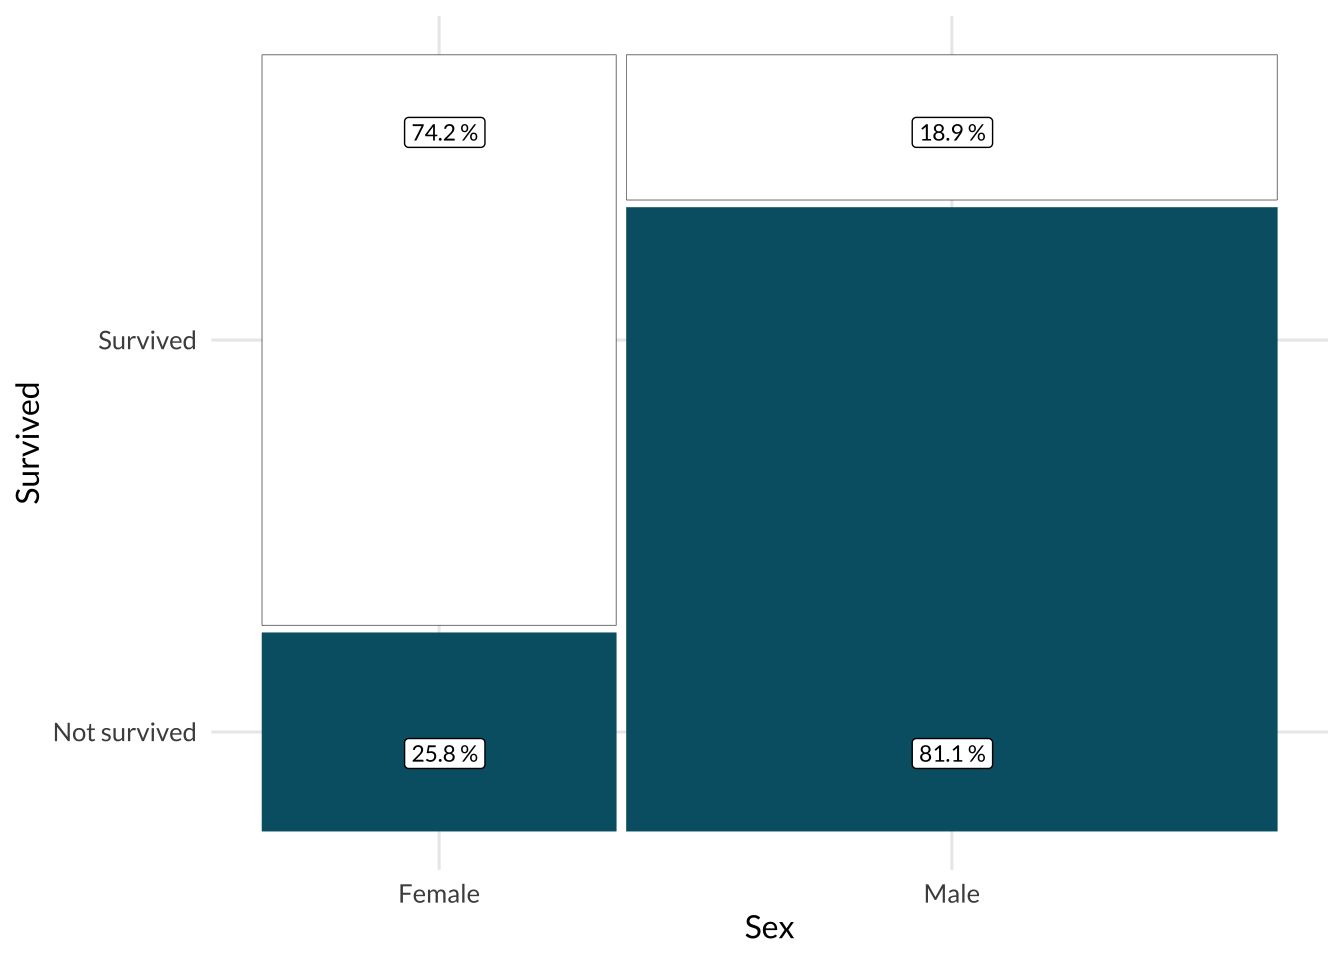 74.2 %
18.9 %
Survived
Survived
Not survived
25.8 %
81.1 %
Female
Male
Sex